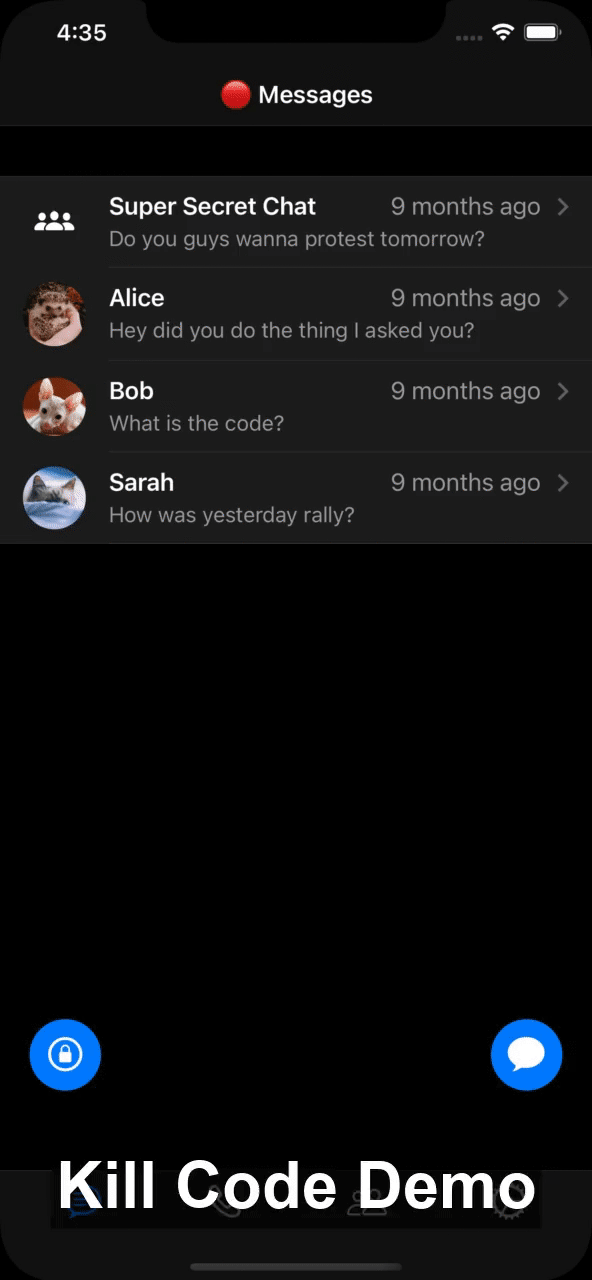 4:35
Messages
Super Secret Chat 9 months ago
Do you guys wanna protest tomorrow?
Alice 9 months ago
Hey did you do the thing I asked you?
Bob 9 months ago
What is the code?
Sarah 9 months ago
How was yesterday rally?
Kill Code Demo